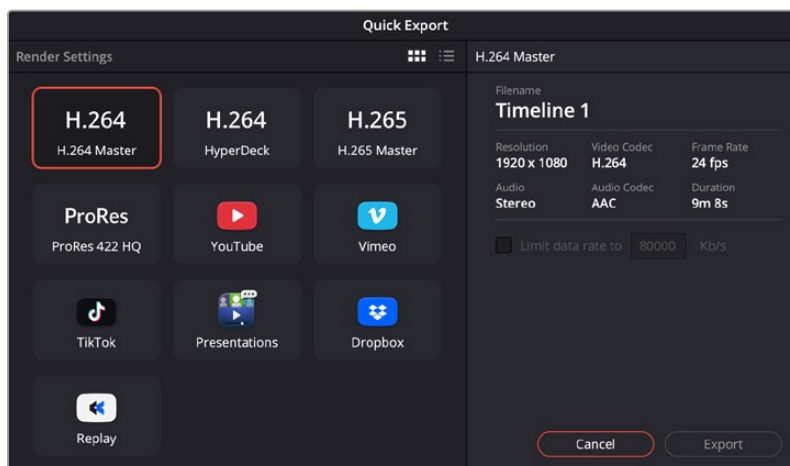 Quick Export
Render Settings
H.264 Master
H.264
H.264 Master
H.264
HyperDeck
H.265
H.265 Master
ProRes
ProRes 422 HQ
YouTube
Vimeo
TikTok
Presentations
Dropbox
Replay
Filename
Timeline 1
Resolution Video Codec Frame Rate
1920 x 1080 H.264 24 fps
Audio Audio Codec Duration
Stereo AAC 9m 8s
Limit data rate to 80000 Kb/s
Cancel Export